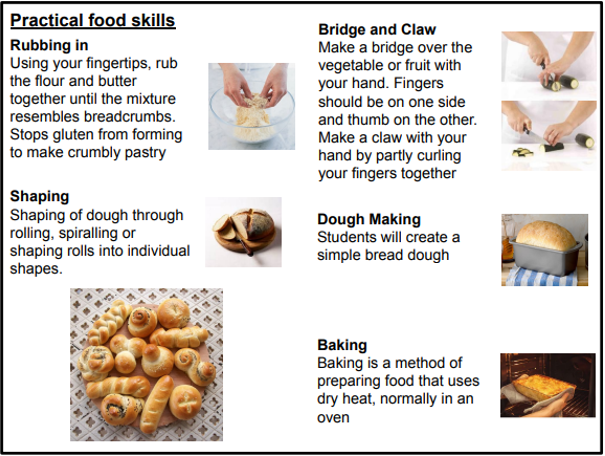 Practical food skills
Rubbing in
Using your fingertips, rub
the flour and butter
together until the mixture
resembles breadcrumbs.
Stops gluten from forming
to make crumbly pastry
Shaping
Shaping of dough through
rolling, spiralling or
shaping rolls into individual
shapes.
Bridge and Claw
Make a bridge over the
vegetable or fruit with
your hand. Fingers
should be on one side
and thumb on the other.
Make a claw with your
hand by partly curling
your fingers together
Dough Making
Students will create a
simple bread dough
Baking
Baking is a method of
preparing food that uses
dry heat, normally in an
oven